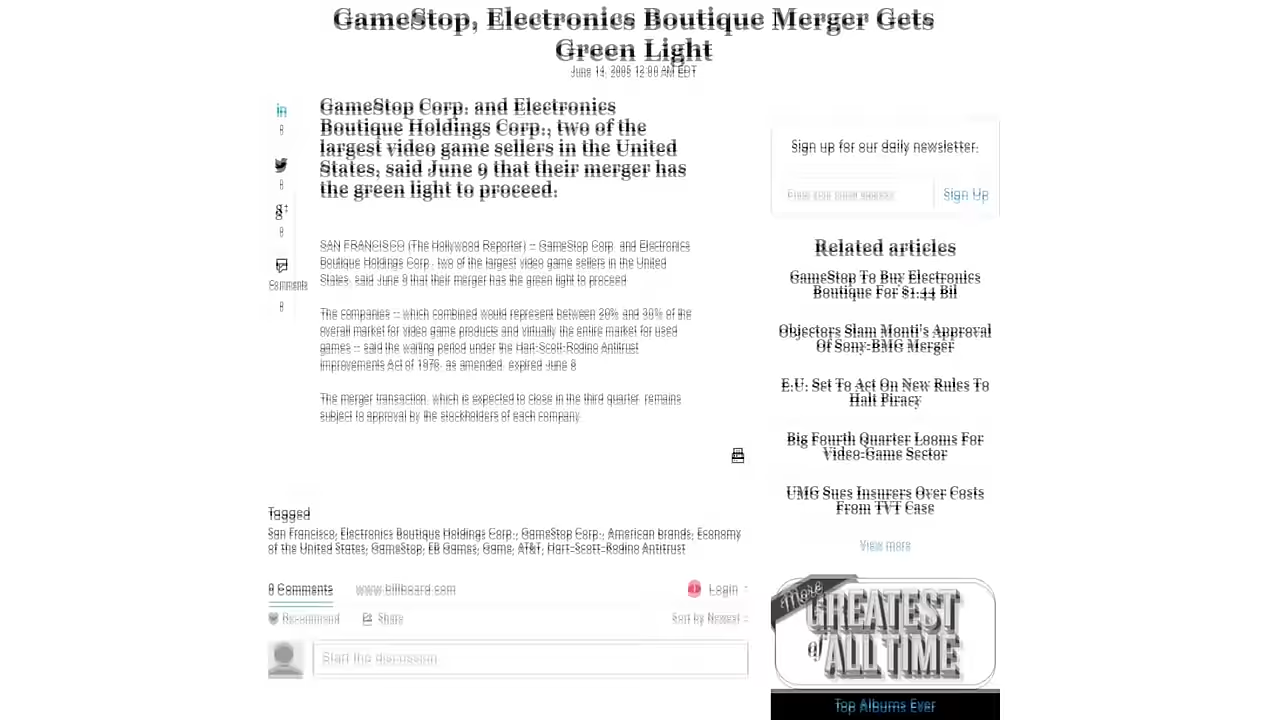 GameStop, Electronics Boutique Merger Gets
Green Light
June 14, 2005 12:00 AM EDT
in
0
0
g+
0
Comments
0
GameStop Corp. and Electronics
Boutique Holdings Corp., two of the
largest video game sellers in the United
States, said June 9 that their merger has
the green light to proceed.
SAN FRANCISCO (The Hollywood Reporter) -- GameStop Corp. and Electronics
Boutique Holdings Corp., two of the largest video game sellers in the United
States, said June 9 that their merger has the green light to proceed.
The companies -- which combined would represent between 20% and 30% of the
overall market for video game products and virtually the entire market for used
games -- said the waiting period under the Hart-Scott-Rodino Antitrust
Improvements Act of 1976, as amended, expired June 8.
The merger transaction, which is expected to close in the third quarter, remains
subject to approval by the stockholders of each company.
Tagged
San Francisco, Electronics Boutique Holdings Corp., GameStop Corp., American brands, Economy
of the United States, GameStop, EB Games, Game, AT&T, Hart–Scott–Rodino Antitrust
0 Comments www.billboard.com Login
Recommend Share Sort by Newest
Start the discussion
Sign up for our daily newsletter.
Enter your email address Sign Up
Related articles
GameStop To Buy Electronics
Boutique For $1.44 Bil
Objectors Slam Monti's Approval
Of Sony-BMG Merger
E.U. Set To Act On New Rules To
Halt Piracy
Big Fourth Quarter Looms For
Video-Game Sector
UMG Sues Insurers Over Costs
From TVT Case
View more
More
GREATEST
of ALL TIME
Top Albums Ever